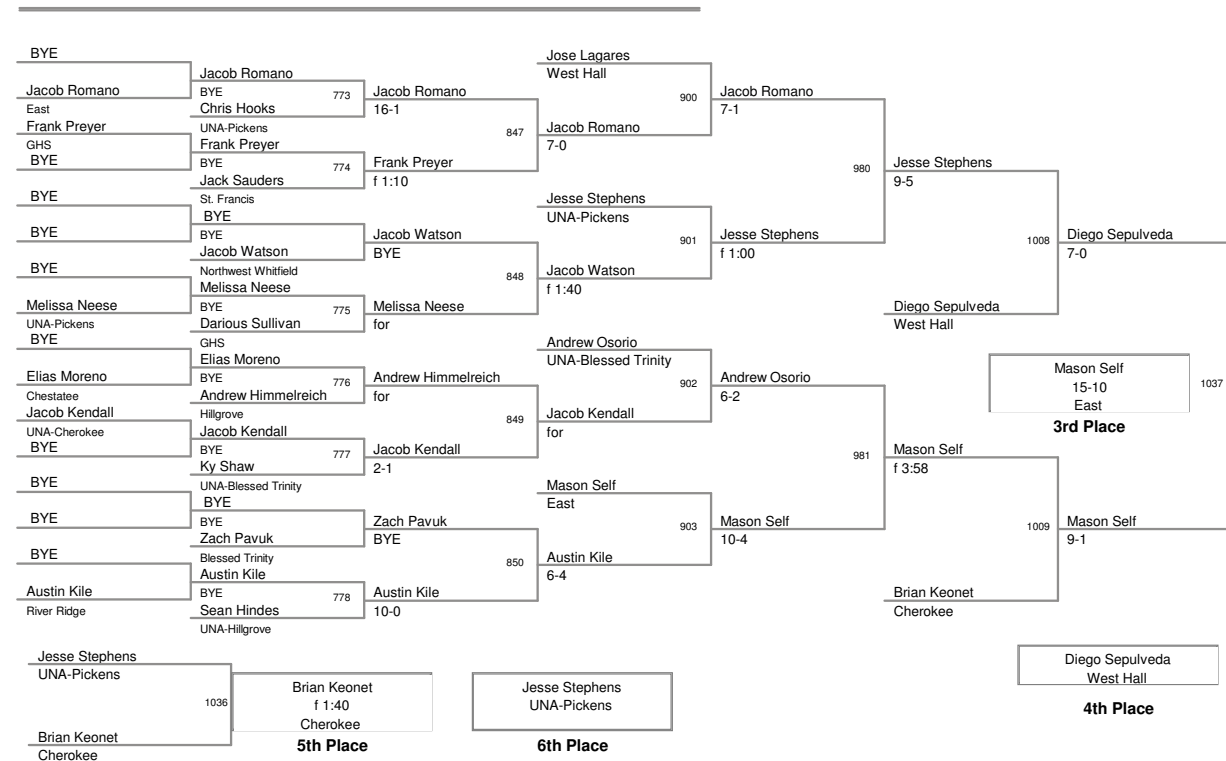 BYE
Jacob Romano
East
Frank Preyer
GHS
BYE
BYE
BYE
BYE
Melissa Neese
UNA-Pickens
BYE
Elias Moreno
Chestatee
Jacob Kendall
UNA-Cherokee
BYE
BYE
BYE
BYE
Austin Kile
River Ridge
Jacob Romano
BYE
773
Chris Hooks
UNA-Pickens
Frank Preyer
BYE
774
Jack Sauders
St. Francis
BYE
BYE
Jacob Watson
Northwest Whitfield
Melissa Neese
BYE
775
Darious Sullivan
GHS
Elias Moreno
BYE
776
Andrew Himmelreich
Hillgrove
Jacob Kendall
BYE
777
Ky Shaw
UNA-Blessed Trinity
BYE
BYE
Zach Pavuk
Blessed Trinity
Austin Kile
BYE
778
Sean Hindes
UNA-Hillgrove
Jacob Romano
16-1
847
Frank Preyer
f 1:10
Jacob Watson
BYE
848
Melissa Neese
for
Andrew Himmelreich
for
849
Jacob Kendall
2-1
Zach Pavuk
BYE
850
Austin Kile
10-0
Jose Lagares
West Hall
900
Jacob Romano
7-0
Jesse Stephens
UNA-Pickens
901
Jacob Watson
f 1:40
Andrew Osorio
UNA-Blessed Trinity
902
Jacob Kendall
for
Mason Self
East
903
Austin Kile
6-4
Jacob Romano
7-1
980
Jesse Stephens
f 1:00
Andrew Osorio
6-2
981
Mason Self
10-4
Jesse Stephens
9-5
1008
Diego Sepulveda
West Hall
Mason Self
f 3:58
1009
Brian Keonet
Cherokee
Diego Sepulveda
7-0
Mason Self
9-1
Mason Self
15-10
East
1037
3rd Place
Diego Sepulveda
West Hall
4th Place
Jesse Stephens
UNA-Pickens
1036
Brian Keonet
Cherokee
Brian Keonet
f 1:40
Cherokee
5th Place
Jesse Stephens
UNA-Pickens
6th Place